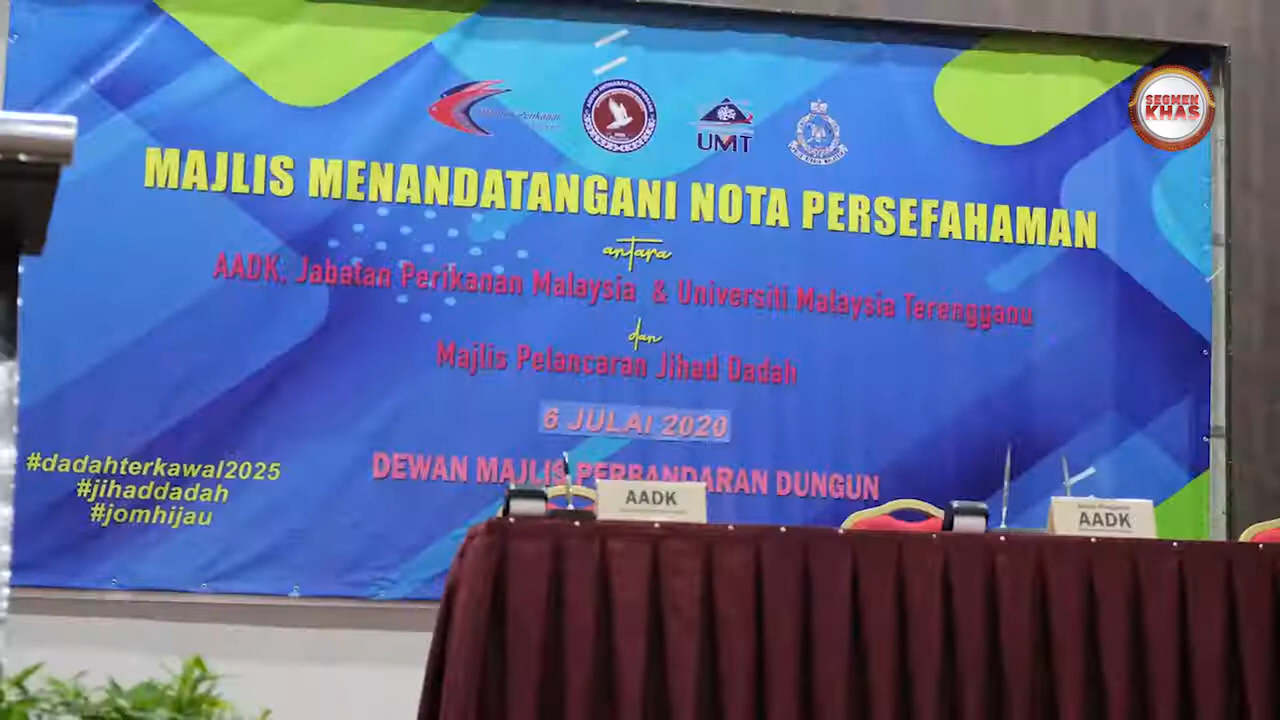 SEGMEN
KHAS
UMT
MAJLIS MENANDATANGANI NOTA PERSEFAHAMAN
antara
AADK, Jabatan Perikanan Malaysia & Universiti Malaysia Terengganu
dan
Majlis Pelancaran Jihad Dadah
6 JULAI 2020
DEWAN MAJLIS PERBANDARAN DUNGUN
#dadahterkawal2025
#jihaddadah
#jomhijau
AADK
AADK